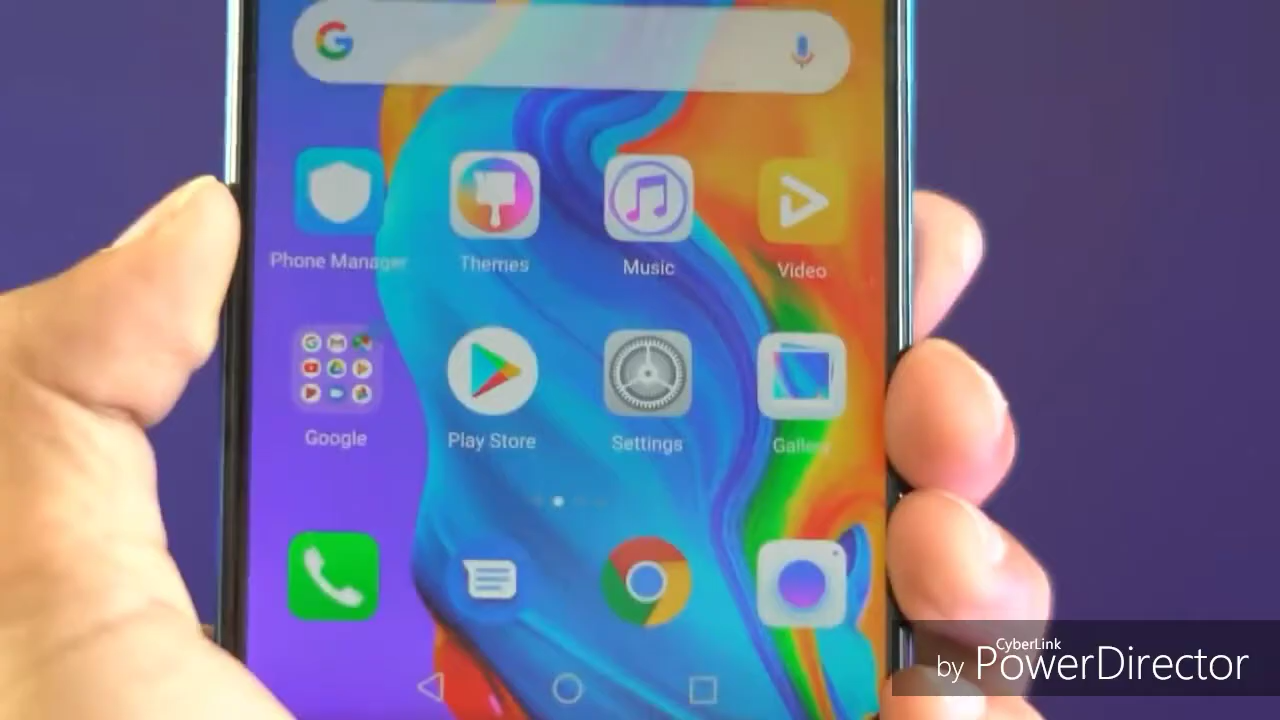 Phone Manager
Themes
Music
Video
Google
Play Store
Settings
Gallery
CyberLink
by PowerDirector